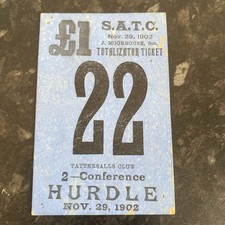 £1
S.A.T.C.
Nov. 29, 1902
J. MOORHOUSE, Sec.
TOTALIZATOR TICKET
22
TATTERSALLS CLUB
2—Conference
HURDLE
NOV. 29, 1902